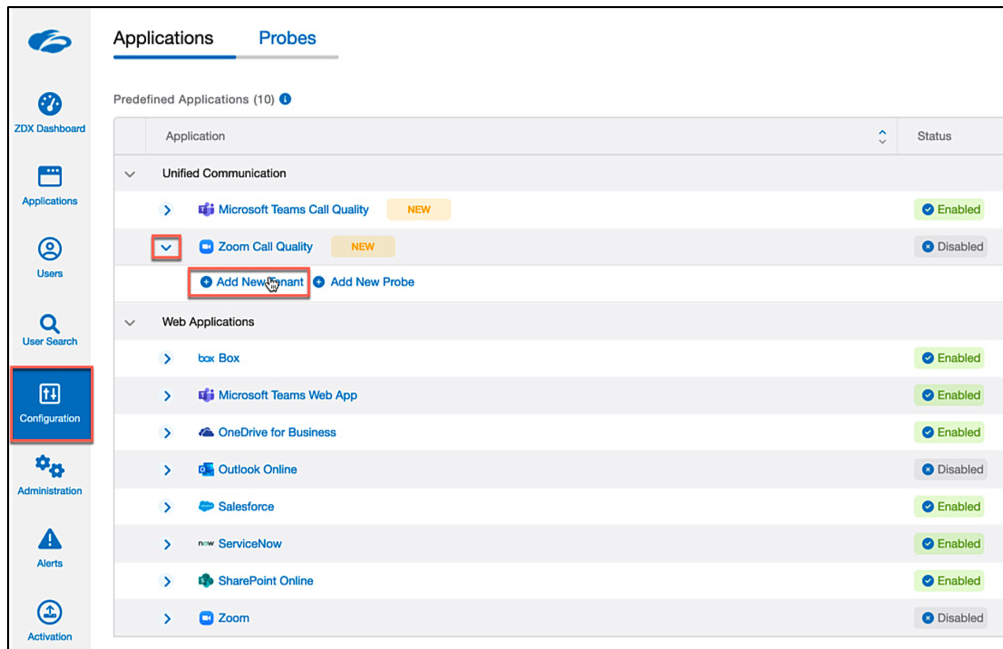 Applications Probes
ZDX Dashboard
Applications
Users
User Search
Configuration
Administration
Alerts
Activation
Predefined Applications (10)
Application Status
Unified Communication
Microsoft Teams Call Quality NEW Enabled
Zoom Call Quality NEW Disabled
Add New Tenant Add New Probe
Web Applications
box Box Enabled
Microsoft Teams Web App Enabled
OneDrive for Business Enabled
Outlook Online Disabled
Salesforce Enabled
now ServiceNow Enabled
SharePoint Online Enabled
Zoom Disabled